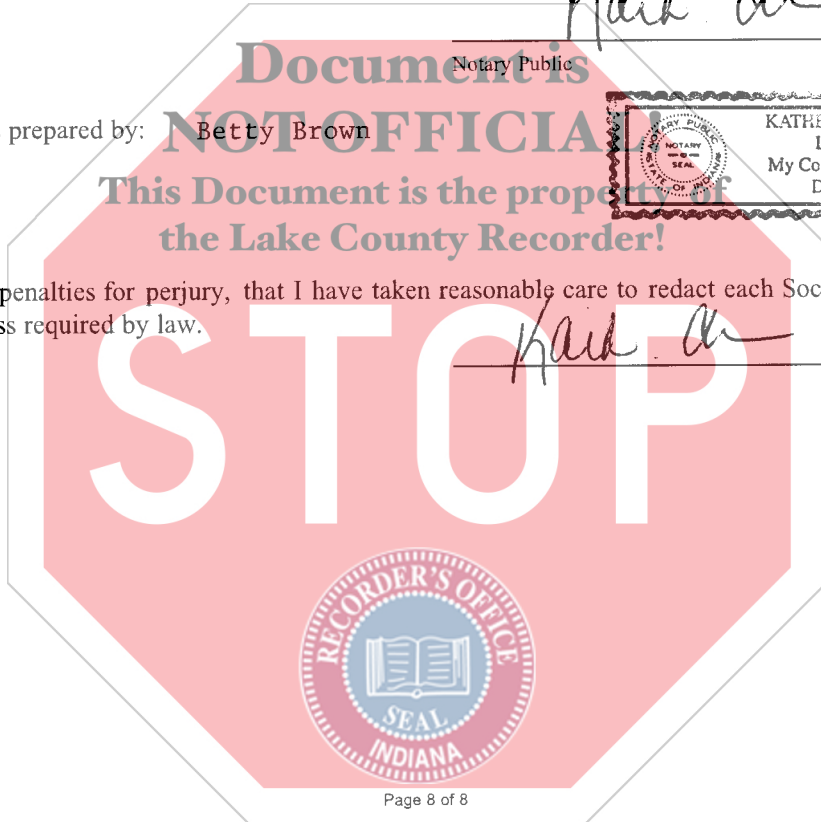 Notary Public
Document is
prepared by: Betty Brown
NOT OFFICIAL!
KATHE
NOTARY PUBLIC
NOTARY
SEAL
STATE OF INDIANA
My Co
D
This Document is the property of
the Lake County Recorder!
penalties for perjury, that I have taken reasonable care to redact each Soc
ss required by law.
STOP
RECORDER'S OFFICE
SEAL
INDIANA
Page 8 of 8